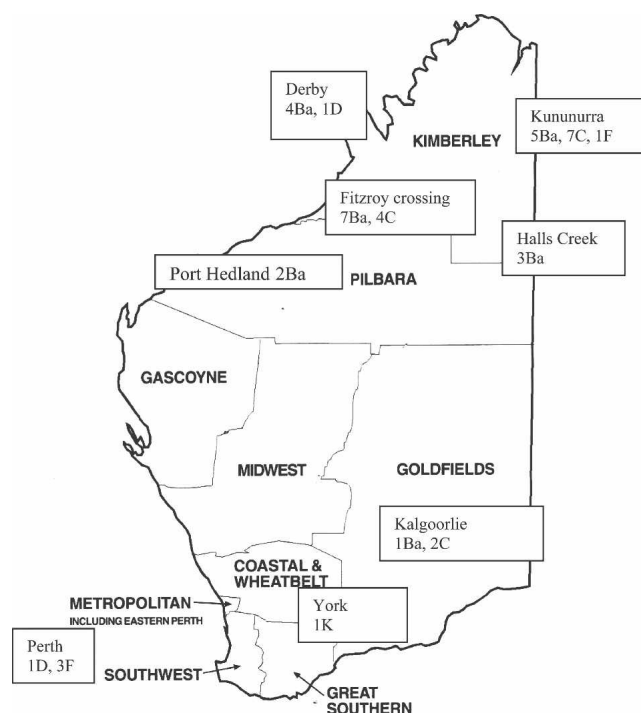 Derby
4Ba, 1D
Kununurra
5Ba, 7C, 1F
KIMBERLEY
Fitzroy crossing
7Ba, 4C
Halls Creek
3Ba
Port Hedland 2Ba
PILBARA
GASCOYNE
MIDWEST
GOLDFIELDS
Kalgoorlie
1Ba, 2C
COASTAL &
WHEATBELT
METROPOLITAN
INCLUDING EASTERN PERTH
York
1K
Perth
1D, 3F
SOUTHWEST
GREAT
SOUTHERN